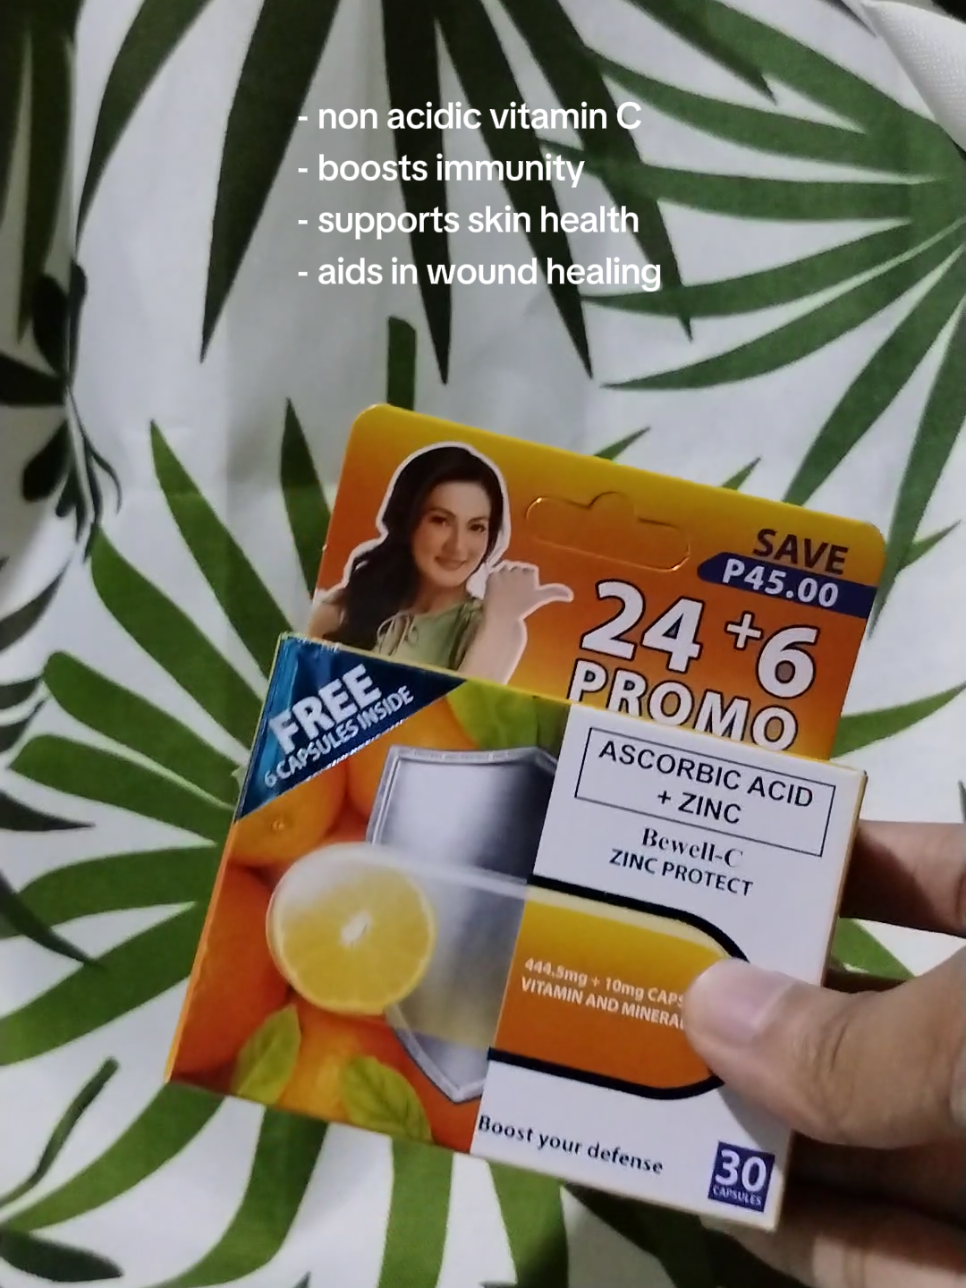 - non acidic vitamin C
- boosts immunity
- supports skin health
- aids in wound healing
SAVE
P45.00
24 +6
PROMO
FREE
6 CAPSULES INSIDE
ASCORBIC ACID
+ ZINC
Bewell-C
ZINC PROTECT
444.5mg + 10mg
VITAMIN AND
Boost your defense
30
CAPSULES